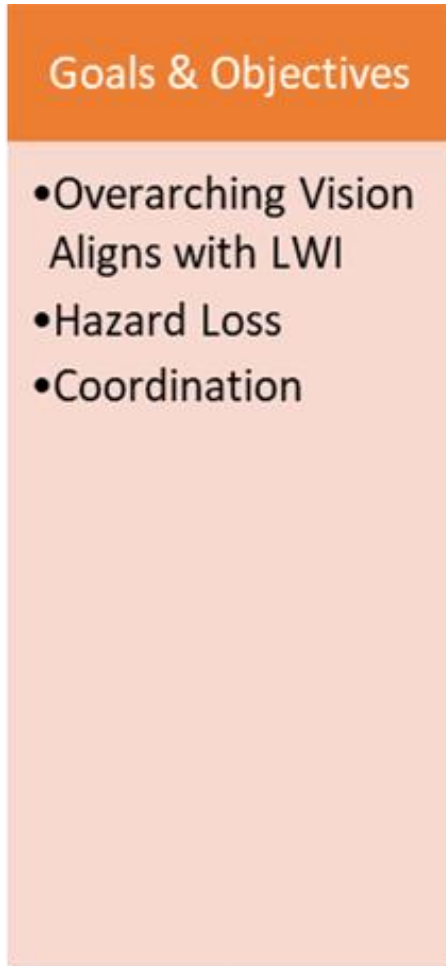 Goals & Objectives
•Overarching Vision
Aligns with LWI
•Hazard Loss
•Coordination